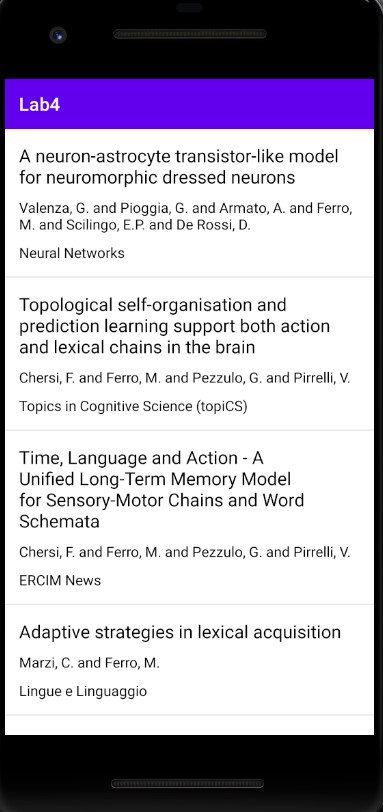 Lab4
A neuron-astrocyte transistor-like model
for neuromorphic dressed neurons
Valenza, G. and Pioggia, G. and Armato, A. and Ferro,
M. and Scilingo, E.P. and De Rossi, D.
Neural Networks
Topological self-organisation and
prediction learning support both action
and lexical chains in the brain
Chersi, F. and Ferro, M. and Pezzulo, G. and Pirrelli, V.
Topics in Cognitive Science (topiCS)
Time, Language and Action - A
Unified Long-Term Memory Model
for Sensory-Motor Chains and Word
Schemata
Chersi, F. and Ferro, M. and Pezzulo, G. and Pirrelli, V.
ERCIM News
Adaptive strategies in lexical acquisition
Marzi, C. and Ferro, M.
Lingue e Linguaggio